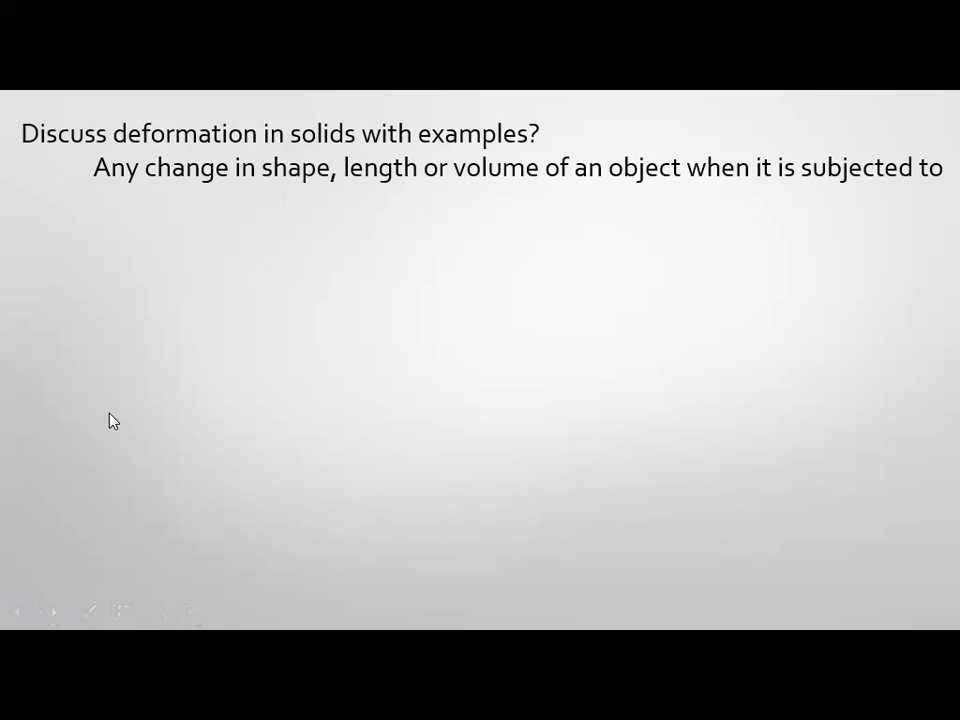 Discuss deformation in solids with examples?
Any change in shape, length or volume of an object when it is subjected to